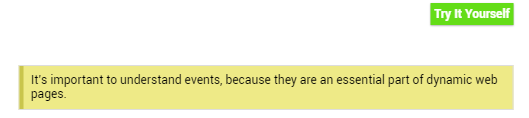 Try It Yourself
It's important to understand events, because they are an essential part of dynamic web
pages.